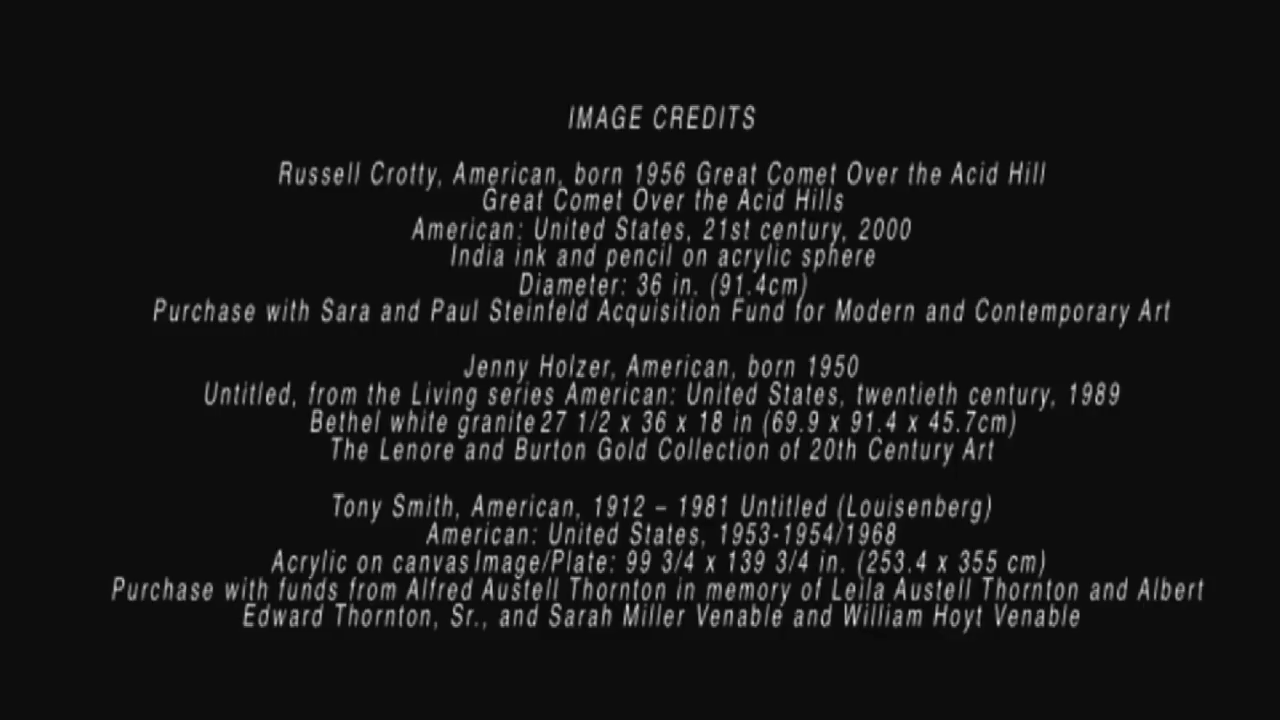 IMAGE CREDITS
Russell Crotty, American, born 1956 Great Comet Over the Acid Hill
Great Comet Over the Acid Hills
American: United States, 21st century, 2000
India ink and pencil on acrylic sphere
Diameter: 36 in. (91.4cm)
Purchase with Sara and Paul Steinfeld Acquisition Fund for Modern and Contemporary Art
Jenny Holzer, American, born 1950
Untitled, from the Living series American: United States, twentieth century, 1989
Bethel white granite 27 1/2 x 36 x 18 in (69.9 x 91.4 x 45.7cm)
The Lenore and Burton Gold Collection of 20th Century Art
Tony Smith, American, 1912 – 1981 Untitled (Louisenberg)
American: United States, 1953-1954/1968
Acrylic on canvas Image/Plate: 99 3/4 x 139 3/4 in. (253.4 x 355 cm)
Purchase with funds from Alfred Austell Thornton in memory of Leila Austell Thornton and Albert
Edward Thornton, Sr., and Sarah Miller Venable and William Hoyt Venable